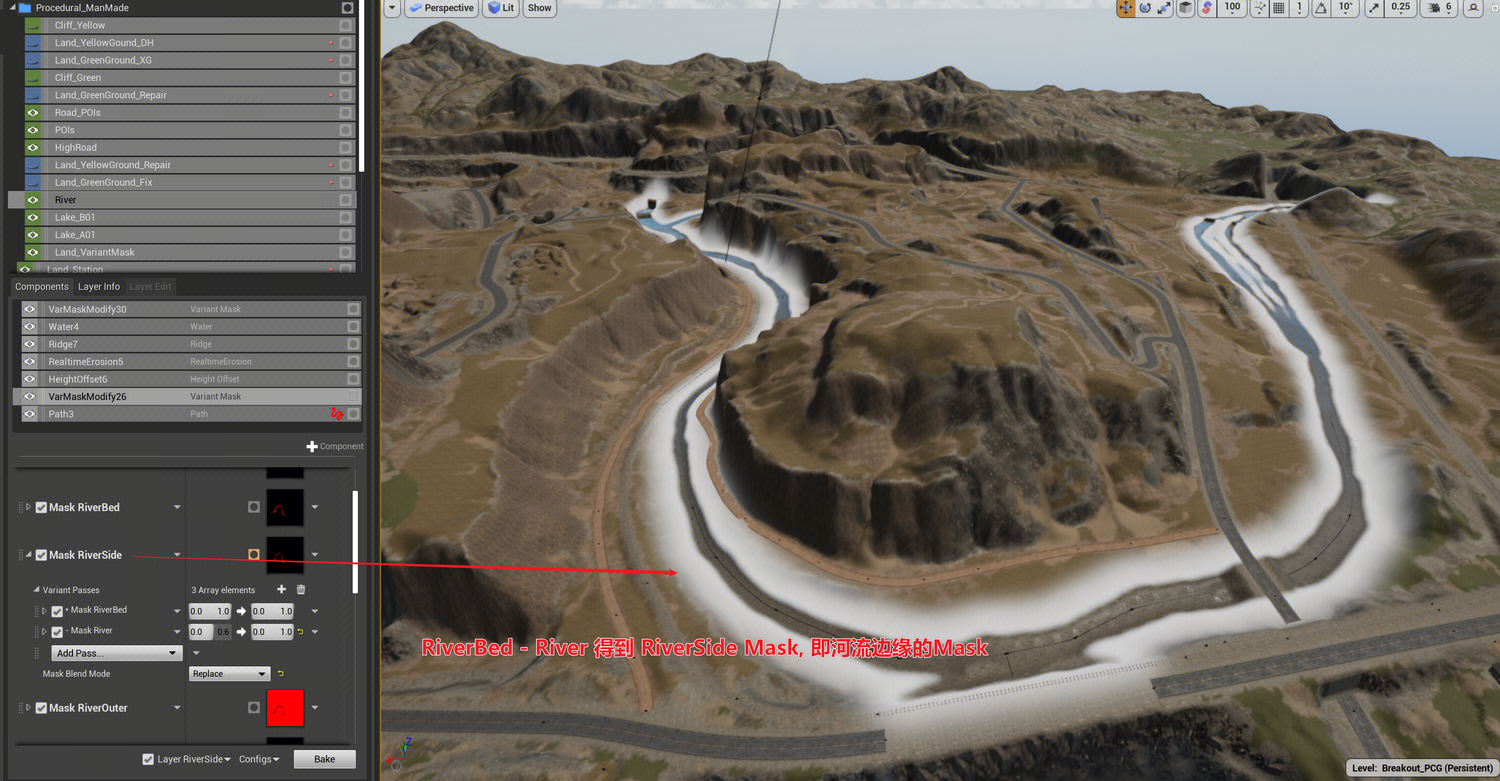 Procedural_ManMade
Cliff_Yellow
Land_YellowGound_DH
Land_GreenGround_XG
Cliff_Green
Land_GreenGround_Repair
Road_POIs
POIs
HighRoad
Land_YellowGround_Repair
Land_GreenGround_Fix
River
Lake_B01
Lake_A01
Land_VariantMask
Land_Station
Components Layer Info Layer Edit
VarMaskModify30 Variant Mask
Water4 Water
Ridge7 Ridge
RealtimeErosion5 RealtimeErosion
HeightOffset6 Height Offset
VarMaskModify26 Variant Mask
Path3 Path
Component
Mask RiverBed
Mask RiverSide
Variant Passes 3 Array elements
+ Mask RiverBed 0.0 1.0 0.0 1.0
- Mask River 0.0 0.6 0.0 1.0
Add Pass...
Mask Blend Mode Replace
Mask RiverOuter
Layer RiverSide Configs Bake
Perspective Lit Show
100 1 10° 0.25 6
RiverBed - River 得到 RiverSide Mask, 即河流边缘的Mask
Z
Level: Breakout_PCG (Persistent)